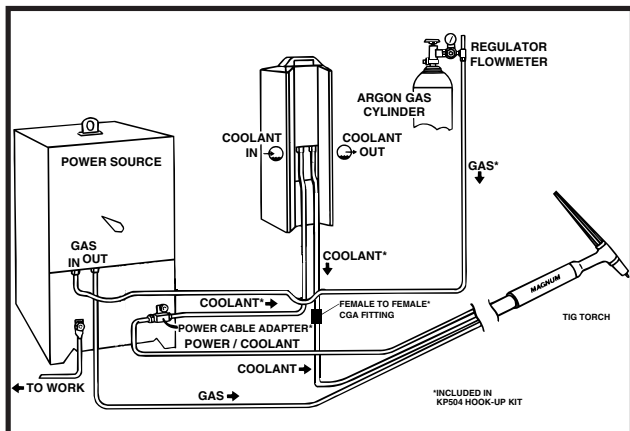 REGULATOR
FLOWMETER
ARGON GAS
CYLINDER
COOLANT
IN
COOLANT
OUT
POWER SOURCE
GAS*
GAS
IN OUT
COOLANT*
MAGNUM
COOLANT*
FEMALE TO FEMALE*
CGA FITTING
TIG TORCH
POWER CABLE ADAPTER*
POWER / COOLANT
COOLANT
TO WORK
GAS
*INCLUDED IN
KP504 HOOK-UP KIT